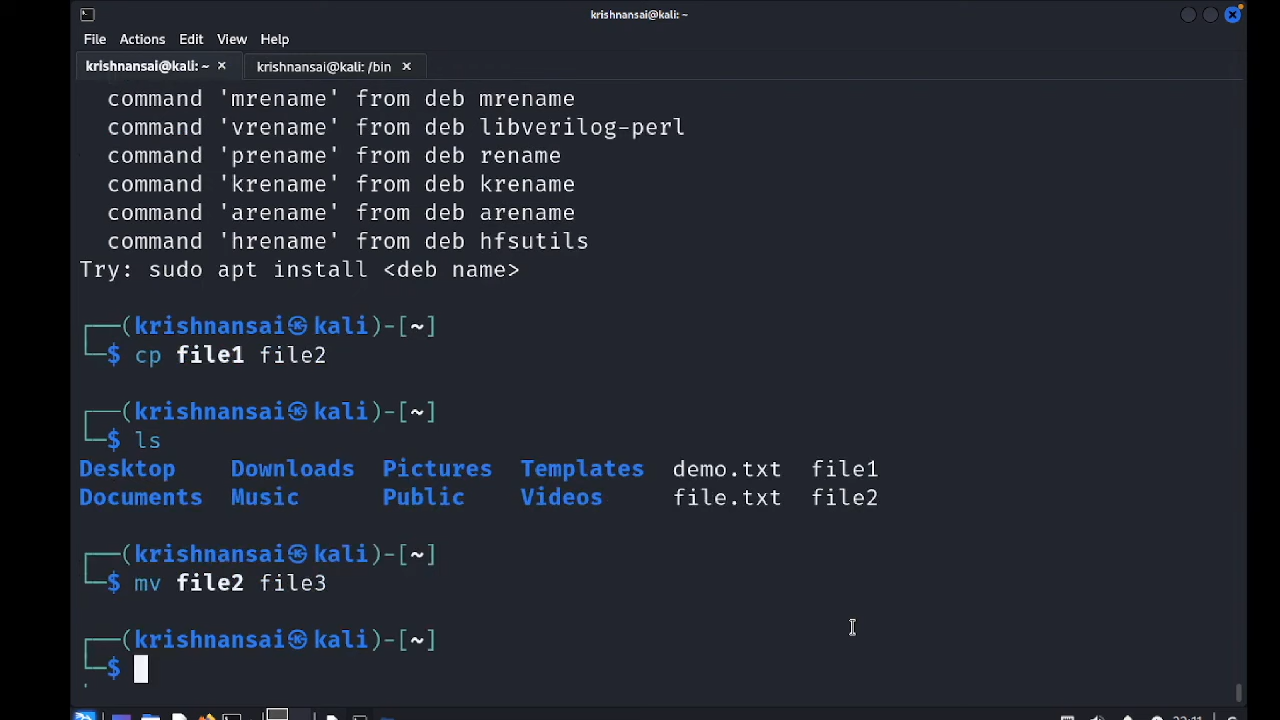 krishnansai@kali: ~
File Actions Edit View Help
krishnansai@kali: ~ × krishnansai@kali: /bin ×
command 'mrename' from deb mrename
command 'vrename' from deb libverilog-perl
command 'prename' from deb rename
command 'krename' from deb krename
command 'arename' from deb arename
command 'hrename' from deb hfsutils
Try: sudo apt install <deb name>
┌──(krishnansai㉿kali)-[~]
└─$ cp file1 file2
┌──(krishnansai㉿kali)-[~]
└─$ ls
Desktop Downloads Pictures Templates demo.txt file1
Documents Music Public Videos file.txt file2
┌──(krishnansai㉿kali)-[~]
└─$ mv file2 file3
┌──(krishnansai㉿kali)-[~]
└─$